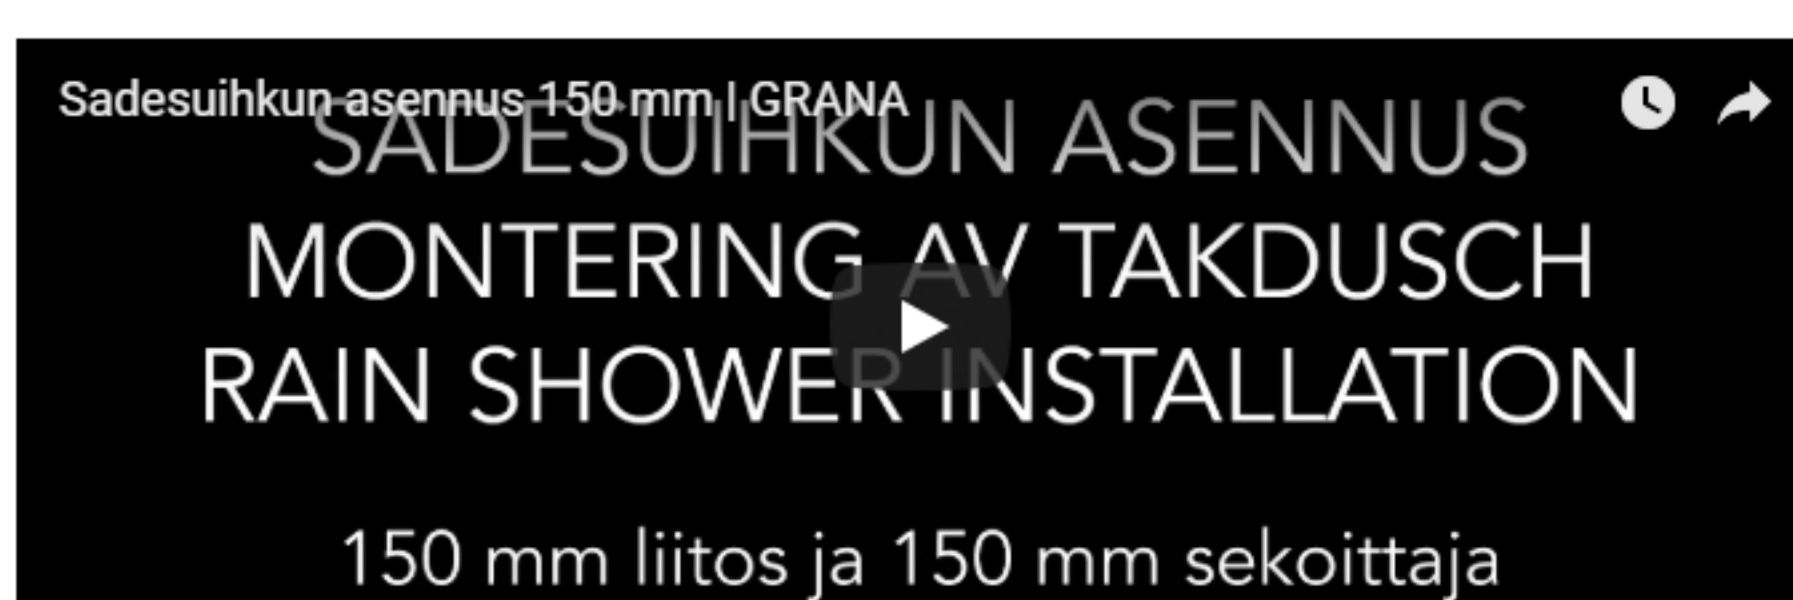 Sadesuihkun asennus 150 mm | GRANA
SADESUIHKUN ASENNUS
MONTERING AV TAKDUSCH
RAIN SHOWER INSTALLATION
150 mm liitos ja 150 mm sekoittaja